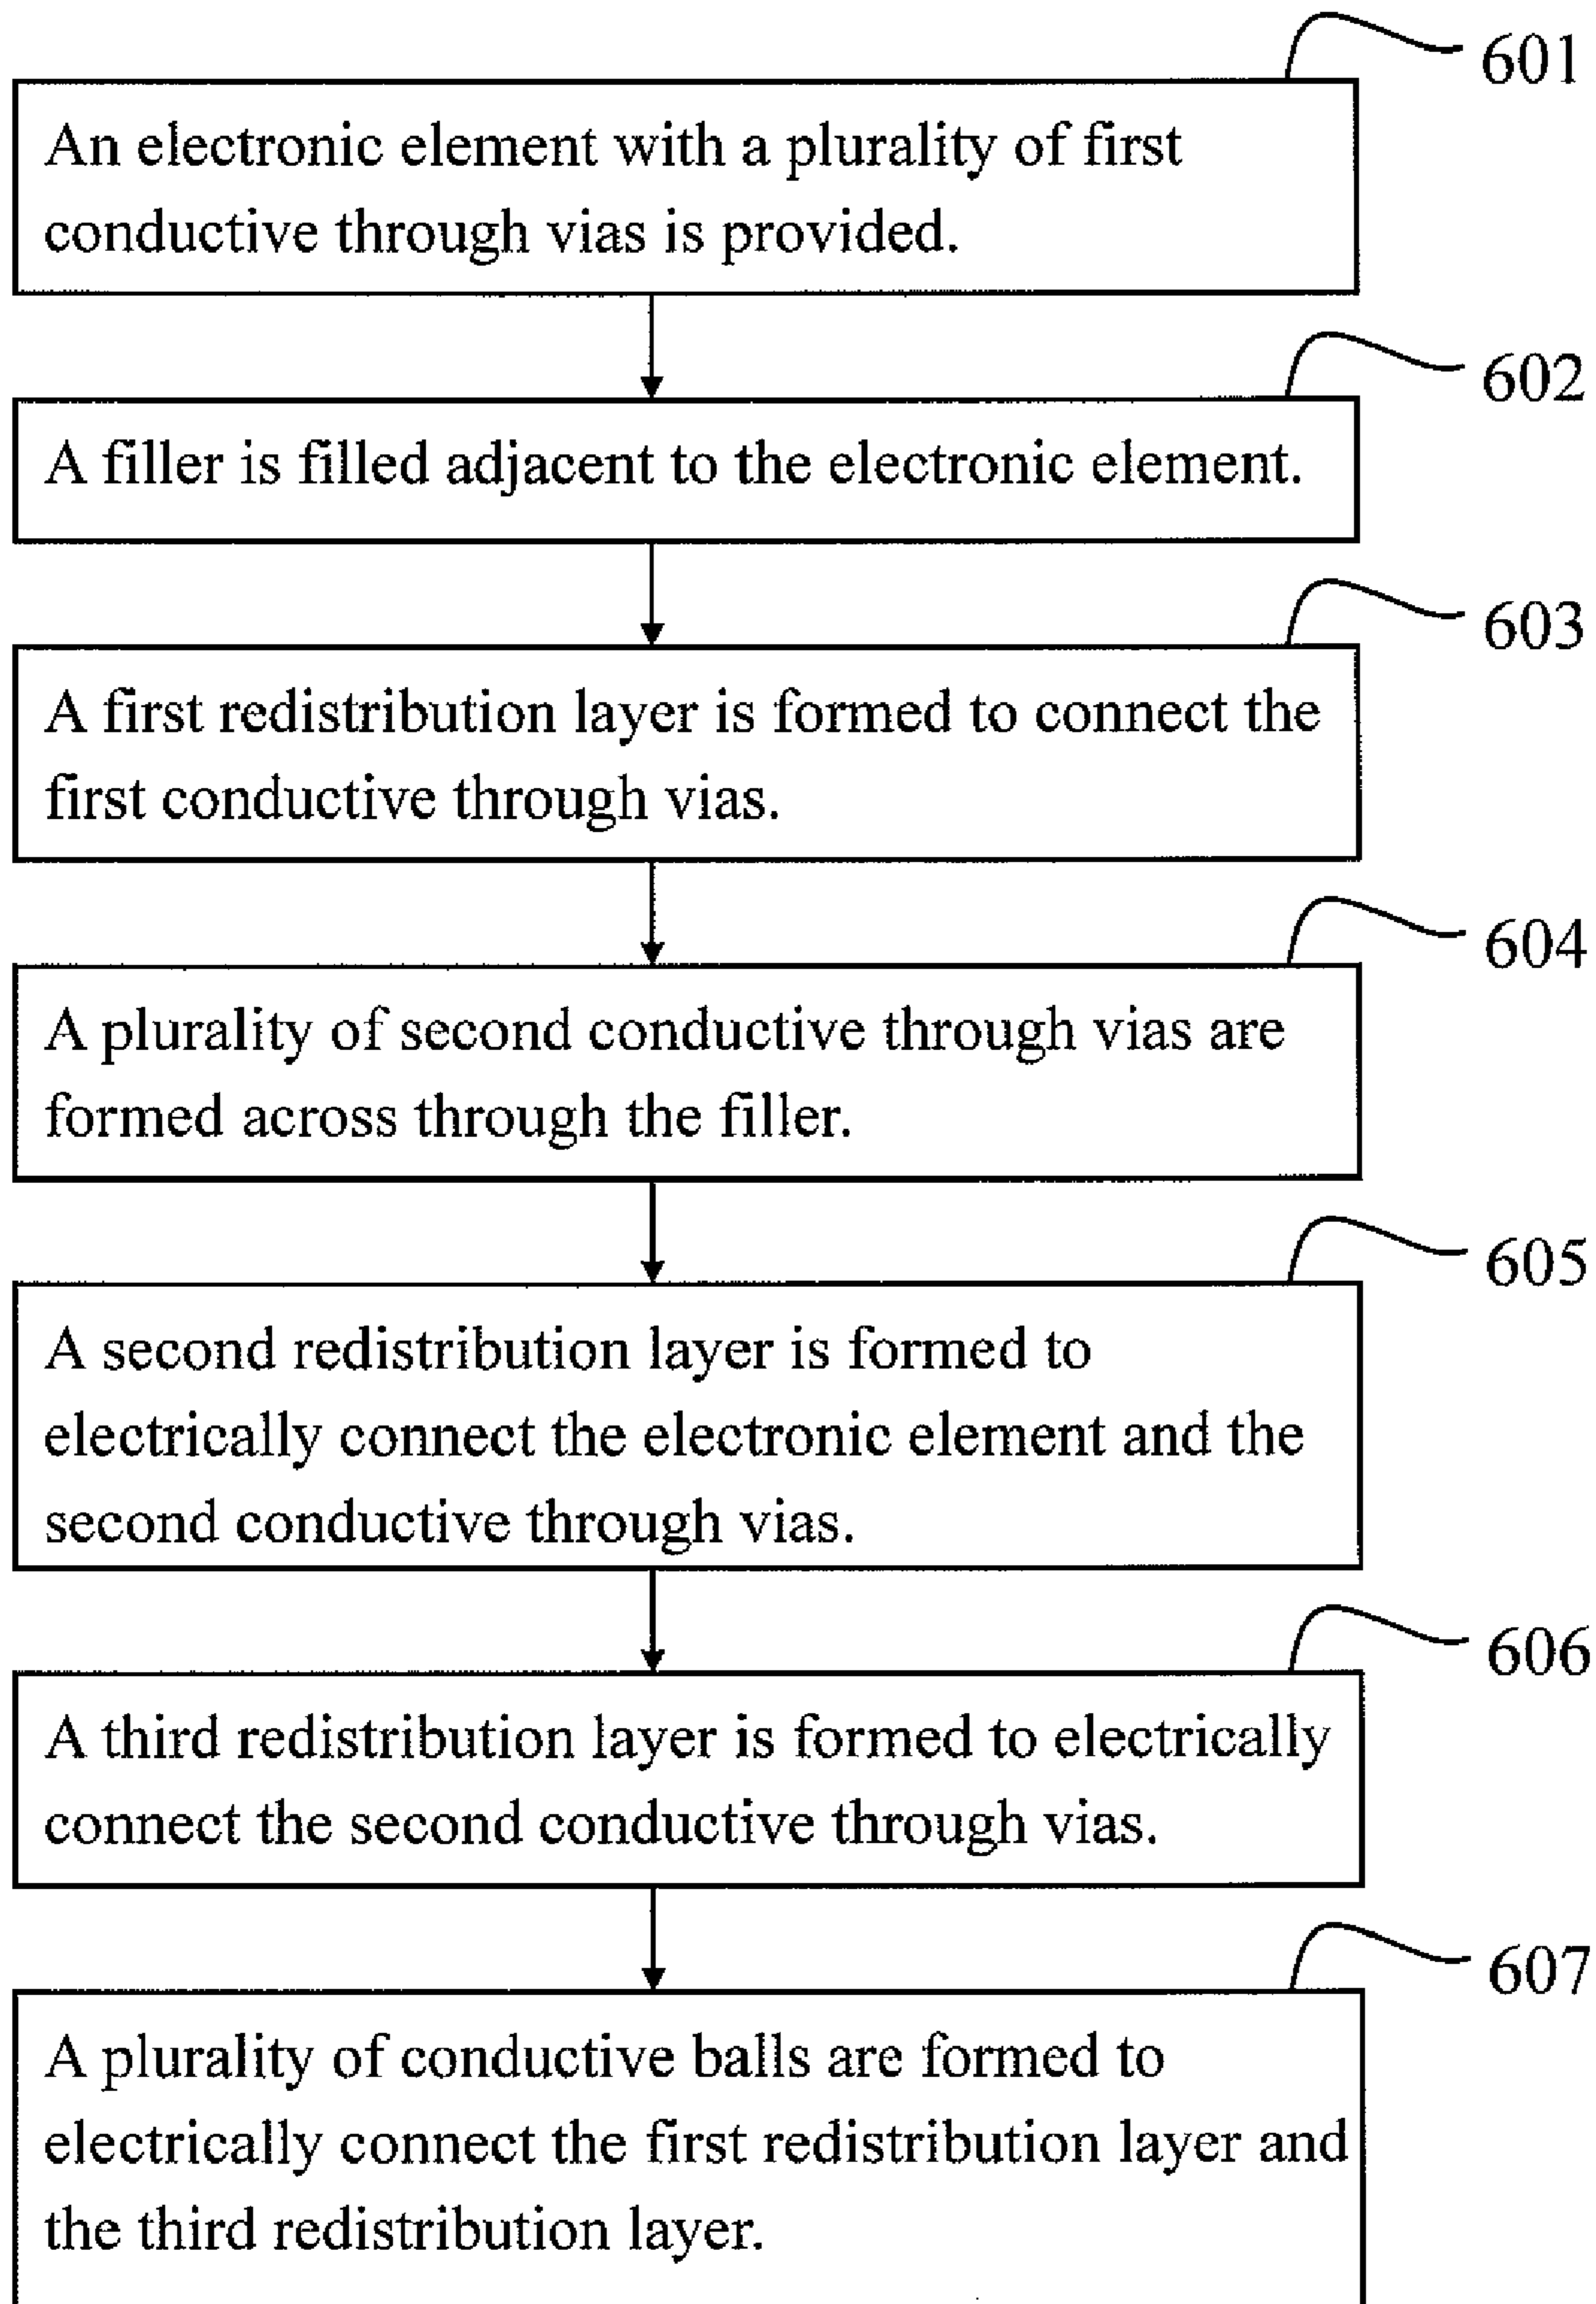 601
An electronic element with a plurality of first
conductive through vias is provided.
602
A filler is filled adjacent to the electronic element.
603
A first redistribution layer is formed to connect the
first conductive through vias.
604
A plurality of second conductive through vias are
formed across through the filler.
605
A second redistribution layer is formed to
electrically connect the electronic element and the
second conductive through vias.
606
A third redistribution layer is formed to electrically
connect the second conductive through vias.
607
A plurality of conductive balls are formed to
electrically connect the first redistribution layer and
the third redistribution layer.